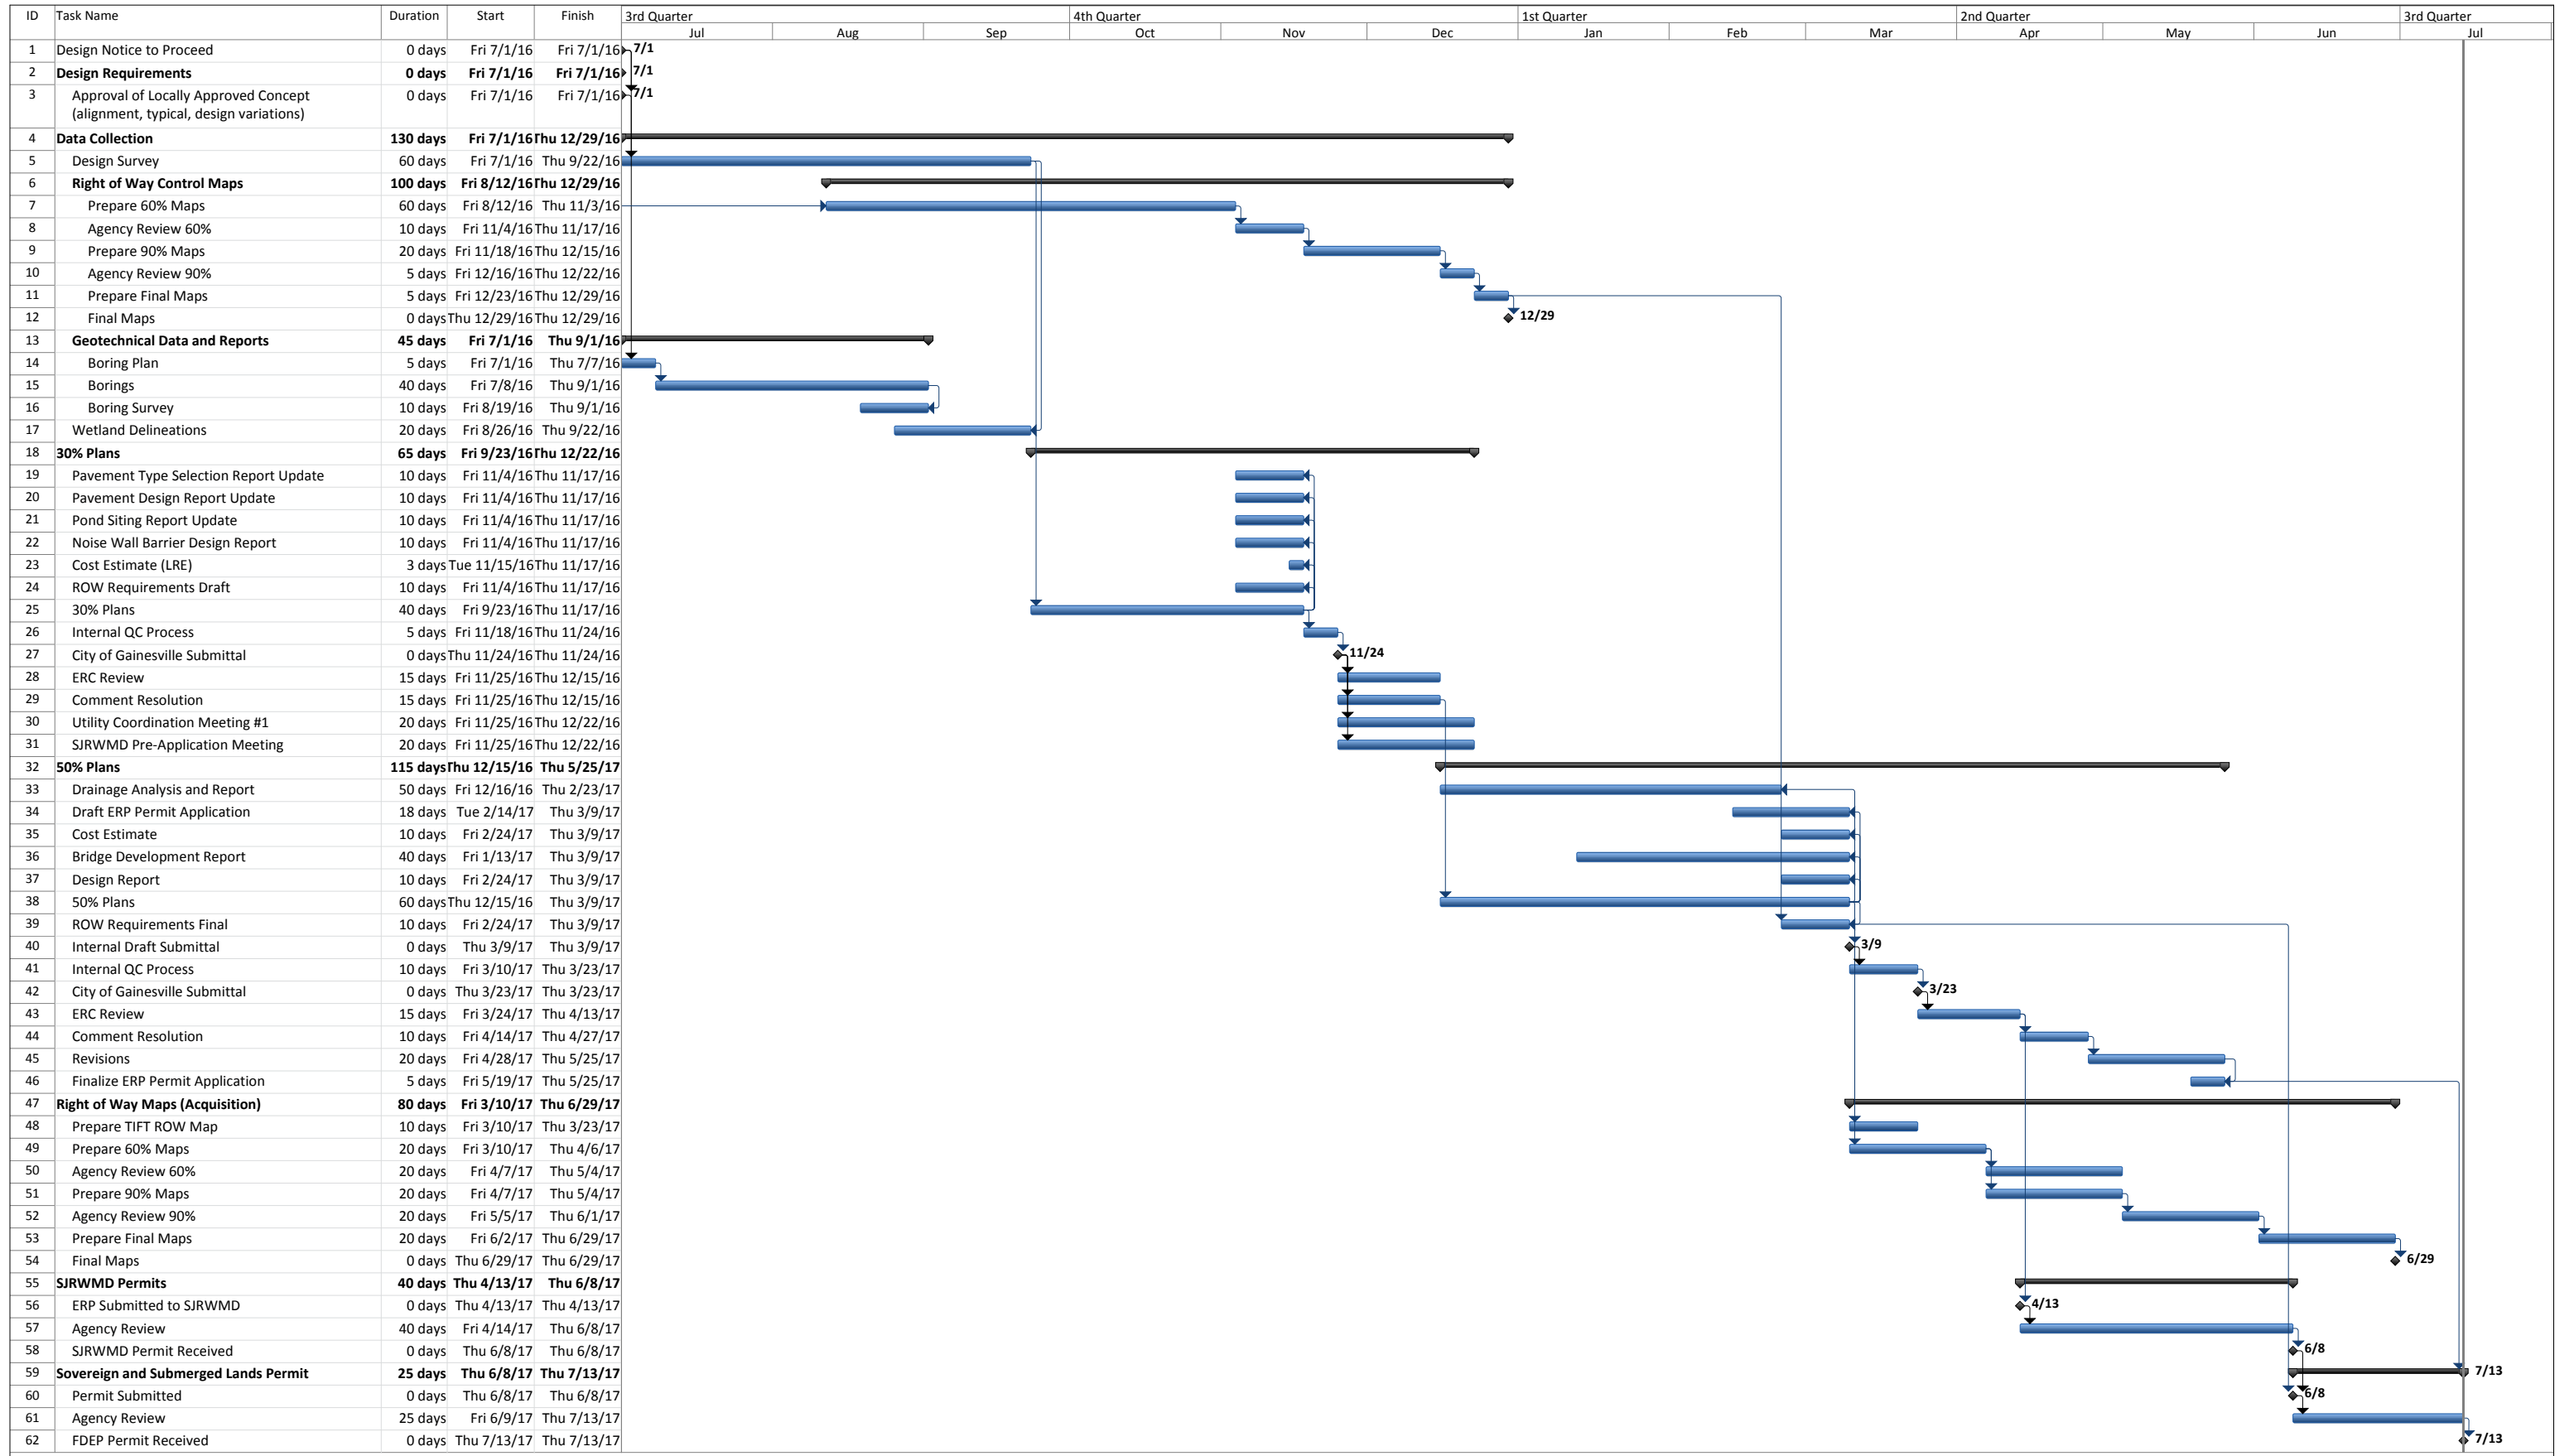 ID Task Name Duration Start Finish 3rd Quarter 4th Quarter 1st Quarter 2nd Quarter 3rd Quarter
Jul Aug Sep Oct Nov Dec Jan Feb Mar Apr May Jun Jul
1 Design Notice to Proceed 0 days Fri 7/1/16 Fri 7/1/16 7/1
2 Design Requirements 0 days Fri 7/1/16 Fri 7/1/16 7/1
3 Approval of Locally Approved Concept 0 days Fri 7/1/16 Fri 7/1/16 7/1
(alignment, typical, design variations)
4 Data Collection 130 days Fri 7/1/16 Thu 12/29/16
5 Design Survey 60 days Fri 7/1/16 Thu 9/22/16
6 Right of Way Control Maps 100 days Fri 8/12/16 Thu 12/29/16
7 Prepare 60% Maps 60 days Fri 8/12/16 Thu 11/3/16
8 Agency Review 60% 10 days Fri 11/4/16 Thu 11/17/16
9 Prepare 90% Maps 20 days Fri 11/18/16 Thu 12/15/16
10 Agency Review 90% 5 days Fri 12/16/16 Thu 12/22/16
11 Prepare Final Maps 5 days Fri 12/23/16 Thu 12/29/16
12 Final Maps 0 days Thu 12/29/16 Thu 12/29/16 12/29
13 Geotechnical Data and Reports 45 days Fri 7/1/16 Thu 9/1/16
14 Boring Plan 5 days Fri 7/1/16 Thu 7/7/16
15 Borings 40 days Fri 7/8/16 Thu 9/1/16
16 Boring Survey 10 days Fri 8/19/16 Thu 9/1/16
17 Wetland Delineations 20 days Fri 8/26/16 Thu 9/22/16
18 30% Plans 65 days Fri 9/23/16 Thu 12/22/16
19 Pavement Type Selection Report Update 10 days Fri 11/4/16 Thu 11/17/16
20 Pavement Design Report Update 10 days Fri 11/4/16 Thu 11/17/16
21 Pond Siting Report Update 10 days Fri 11/4/16 Thu 11/17/16
22 Noise Wall Barrier Design Report 10 days Fri 11/4/16 Thu 11/17/16
23 Cost Estimate (LRE) 3 days Tue 11/15/16 Thu 11/17/16
24 ROW Requirements Draft 10 days Fri 11/4/16 Thu 11/17/16
25 30% Plans 40 days Fri 9/23/16 Thu 11/17/16
26 Internal QC Process 5 days Fri 11/18/16 Thu 11/24/16
27 City of Gainesville Submittal 0 days Thu 11/24/16 Thu 11/24/16 11/24
28 ERC Review 15 days Fri 11/25/16 Thu 12/15/16
29 Comment Resolution 15 days Fri 11/25/16 Thu 12/15/16
30 Utility Coordination Meeting #1 20 days Fri 11/25/16 Thu 12/22/16
31 SJRWMD Pre-Application Meeting 20 days Fri 11/25/16 Thu 12/22/16
32 50% Plans 115 days Thu 12/15/16 Thu 5/25/17
33 Drainage Analysis and Report 50 days Fri 12/16/16 Thu 2/23/17
34 Draft ERP Permit Application 18 days Tue 2/14/17 Thu 3/9/17
35 Cost Estimate 10 days Fri 2/24/17 Thu 3/9/17
36 Bridge Development Report 40 days Fri 1/13/17 Thu 3/9/17
37 Design Report 10 days Fri 2/24/17 Thu 3/9/17
38 50% Plans 60 days Thu 12/15/16 Thu 3/9/17
39 ROW Requirements Final 10 days Fri 2/24/17 Thu 3/9/17
40 Internal Draft Submittal 0 days Thu 3/9/17 Thu 3/9/17 3/9
41 Internal QC Process 10 days Fri 3/10/17 Thu 3/23/17
42 City of Gainesville Submittal 0 days Thu 3/23/17 Thu 3/23/17 3/23
43 ERC Review 15 days Fri 3/24/17 Thu 4/13/17
44 Comment Resolution 10 days Fri 4/14/17 Thu 4/27/17
45 Revisions 20 days Fri 4/28/17 Thu 5/25/17
46 Finalize ERP Permit Application 5 days Fri 5/19/17 Thu 5/25/17
47 Right of Way Maps (Acquisition) 80 days Fri 3/10/17 Thu 6/29/17
48 Prepare TIFT ROW Map 10 days Fri 3/10/17 Thu 3/23/17
49 Prepare 60% Maps 20 days Fri 3/10/17 Thu 4/6/17
50 Agency Review 60% 20 days Fri 4/7/17 Thu 5/4/17
51 Prepare 90% Maps 20 days Fri 4/7/17 Thu 5/4/17
52 Agency Review 90% 20 days Fri 5/5/17 Thu 6/1/17
53 Prepare Final Maps 20 days Fri 6/2/17 Thu 6/29/17
54 Final Maps 0 days Thu 6/29/17 Thu 6/29/17 6/29
55 SJRWMD Permits 40 days Thu 4/13/17 Thu 6/8/17
56 ERP Submitted to SJRWMD 0 days Thu 4/13/17 Thu 4/13/17 4/13
57 Agency Review 40 days Fri 4/14/17 Thu 6/8/17
58 SJRWMD Permit Received 0 days Thu 6/8/17 Thu 6/8/17 6/8
59 Sovereign and Submerged Lands Permit 25 days Thu 6/8/17 Thu 7/13/17 7/13
60 Permit Submitted 0 days Thu 6/8/17 Thu 6/8/17 6/8
61 Agency Review 25 days Fri 6/9/17 Thu 7/13/17
62 FDEP Permit Received 0 days Thu 7/13/17 Thu 7/13/17 7/13